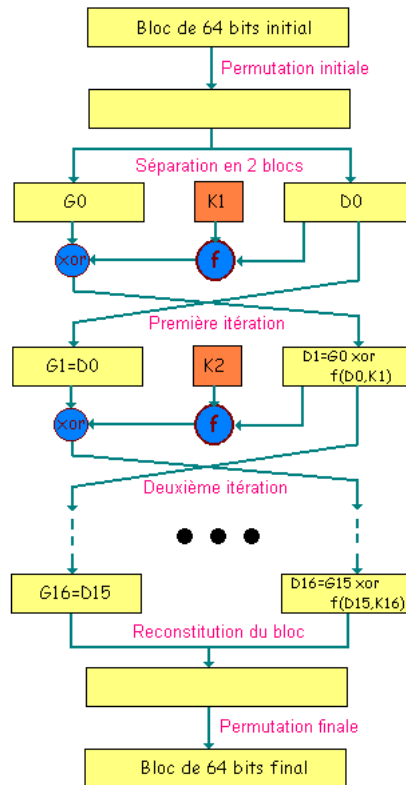 Bloc de 64 bits initial
Permutation initiale
Séparation en 2 blocs
G0
K1
D0
xor
f
Première itération
G1=D0
K2
D1=G0 xor
f(D0,K1)
xor
f
Deuxième itération
G16=D15
D16=G15 xor
f(D15,K16)
Reconstitution du bloc
Permutation finale
Bloc de 64 bits final